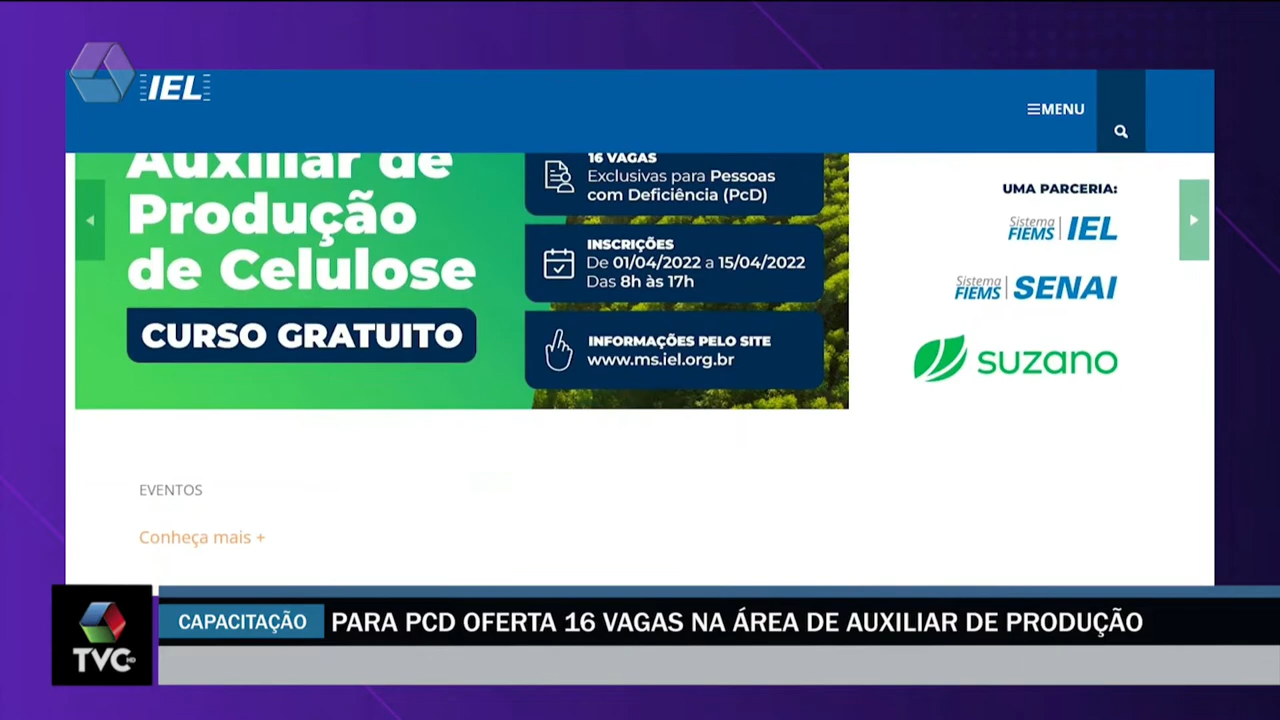 IEL
MENU
Auxiliar de
Produção
de Celulose
CURSO GRATUITO
16 VAGAS
Exclusivas para Pessoas
com Deficiência (PcD)
INSCRIÇÕES
De 01/04/2022 a 15/04/2022
Das 8h às 17h
INFORMAÇÕES PELO SITE
www.ms.iel.org.br
UMA PARCERIA:
Sistema
FIEMS IEL
Sistema
FIEMS SENAI
suzano
EVENTOS
Conheça mais +
CAPACITAÇÃO PARA PCD OFERTA 16 VAGAS NA ÁREA DE AUXILIAR DE PRODUÇÃO
TVC HD